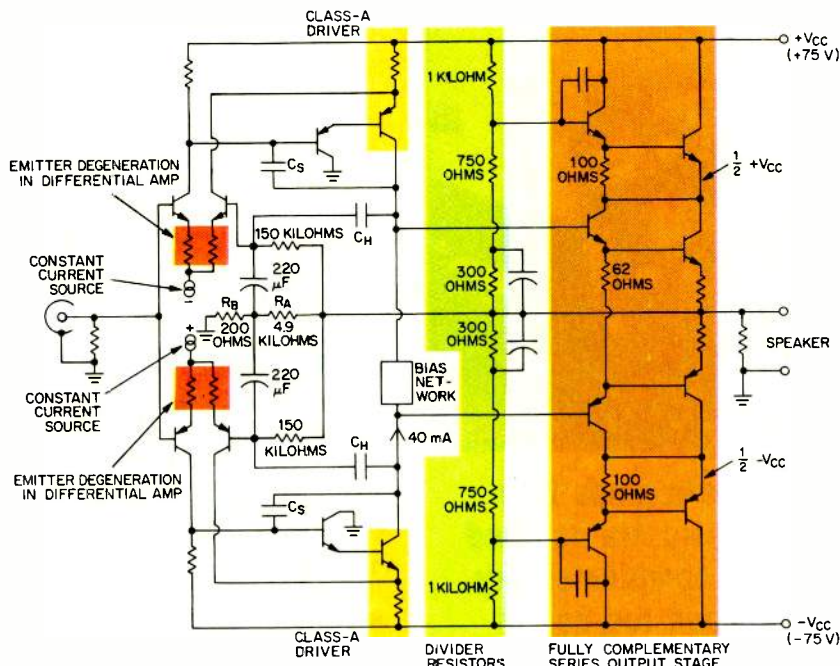 CLASS-A
DRIVER
+VCC
(+75 V)
1 KILOHM
EMITTER DEGENERATION
IN DIFFERENTIAL AMP
CS
750
OHMS
100
OHMS
1/2 +VCC
CH
150 KILOHMS
CONSTANT
CURRENT
SOURCE
−
220
μF
300
OHMS
62
OHMS
RB
200
OHMS
RA
4.9
KILOHMS
+
300
OHMS
SPEAKER
CONSTANT
CURRENT
SOURCE
220
μF
BIAS
NET-
WORK
150
KILOHMS
40 mA
CH
EMITTER DEGENERATION
IN DIFFERENTIAL AMP
CS
750
OHMS
100
OHMS
1/2 −VCC
1 KILOHM
−VCC
(−75 V)
CLASS-A
DRIVER
DIVIDER
RESISTORS
FULLY COMPLEMENTARY
SERIES OUTPUT STAGE